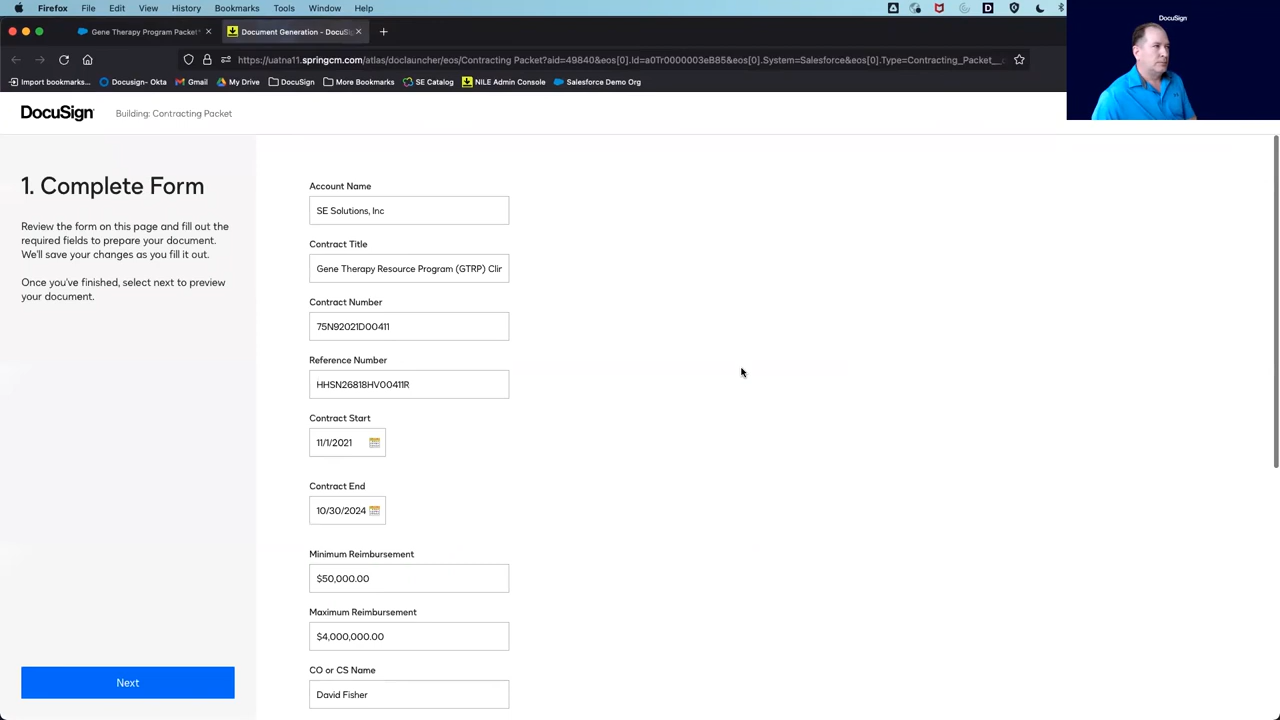 Firefox File Edit View History Bookmarks Tools Window Help
Gene Therapy Program Packet
Document Generation - DocuSi
https://uatna11.springcm.com/atlas/doclauncher/eos/Contracting Packet?aid=49840&eos[0].Id=a0Tr0000003eB85&eos[0].System=Salesforce&eos[0].Type=Contracting_Packet__c
Import bookmarks... Docusign- Okta Gmail My Drive DocuSign More Bookmarks SE Catalog NILE Admin Console Salesforce Demo Org
DocuSign
DocuSign
Building: Contracting Packet
1. Complete Form
Review the form on this page and fill out the
required fields to prepare your document.
We'll save your changes as you fill it out.
Once you've finished, select next to preview
your document.
Next
Account Name
SE Solutions, Inc
Contract Title
Gene Therapy Resource Program (GTRP) Clir
Contract Number
75N92021D00411
Reference Number
HHSN26818HV00411R
Contract Start
11/1/2021
Contract End
10/30/2024
Minimum Reimbursement
$50,000.00
Maximum Reimbursement
$4,000,000.00
CO or CS Name
David Fisher